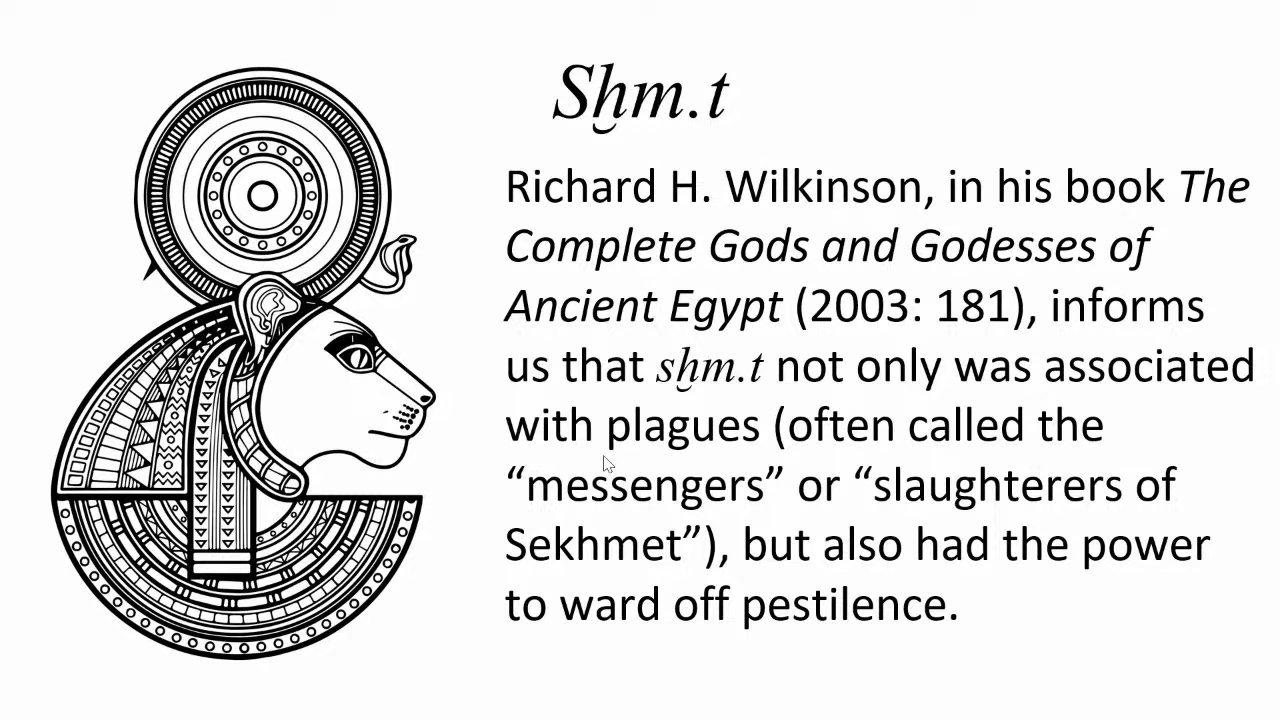 Sḫm.t
Richard H. Wilkinson, in his book The
Complete Gods and Godesses of
Ancient Egypt (2003: 181), informs
us that sḫm.t not only was associated
with plagues (often called the
“messengers” or “slaughterers of
Sekhmet”), but also had the power
to ward off pestilence.